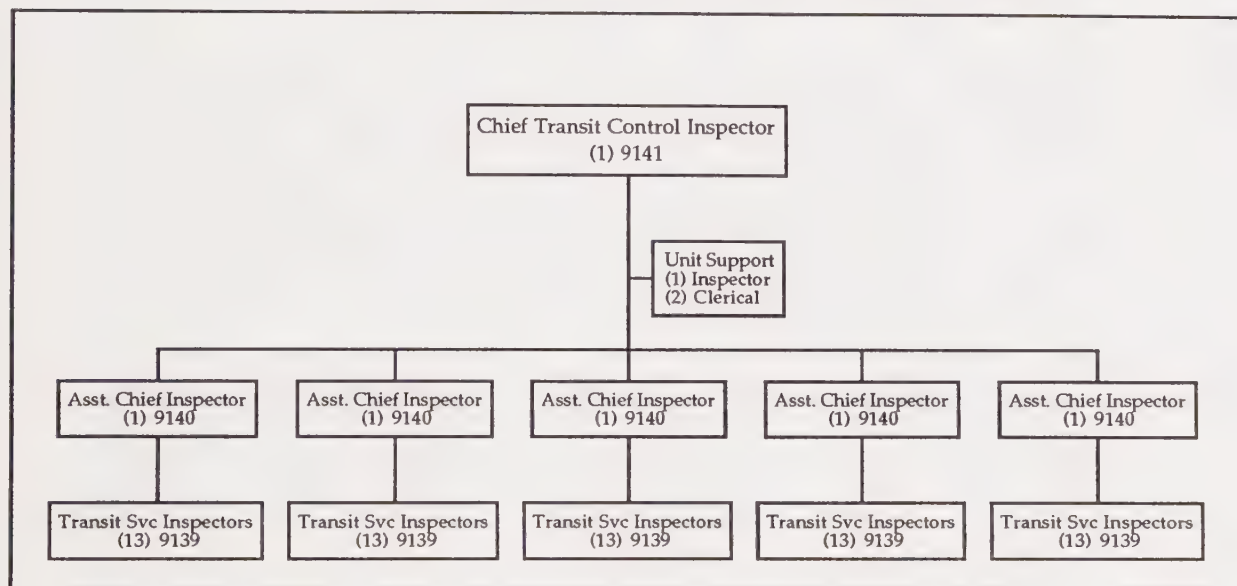 Chief Transit Control Inspector
(1) 9141
Unit Support
(1) Inspector
(2) Clerical
Asst. Chief Inspector
(1) 9140
Asst. Chief Inspector
(1) 9140
Asst. Chief Inspector
(1) 9140
Asst. Chief Inspector
(1) 9140
Asst. Chief Inspector
(1) 9140
Transit Svc Inspectors
(13) 9139
Transit Svc Inspectors
(13) 9139
Transit Svc Inspectors
(13) 9139
Transit Svc Inspectors
(13) 9139
Transit Svc Inspectors
(13) 9139